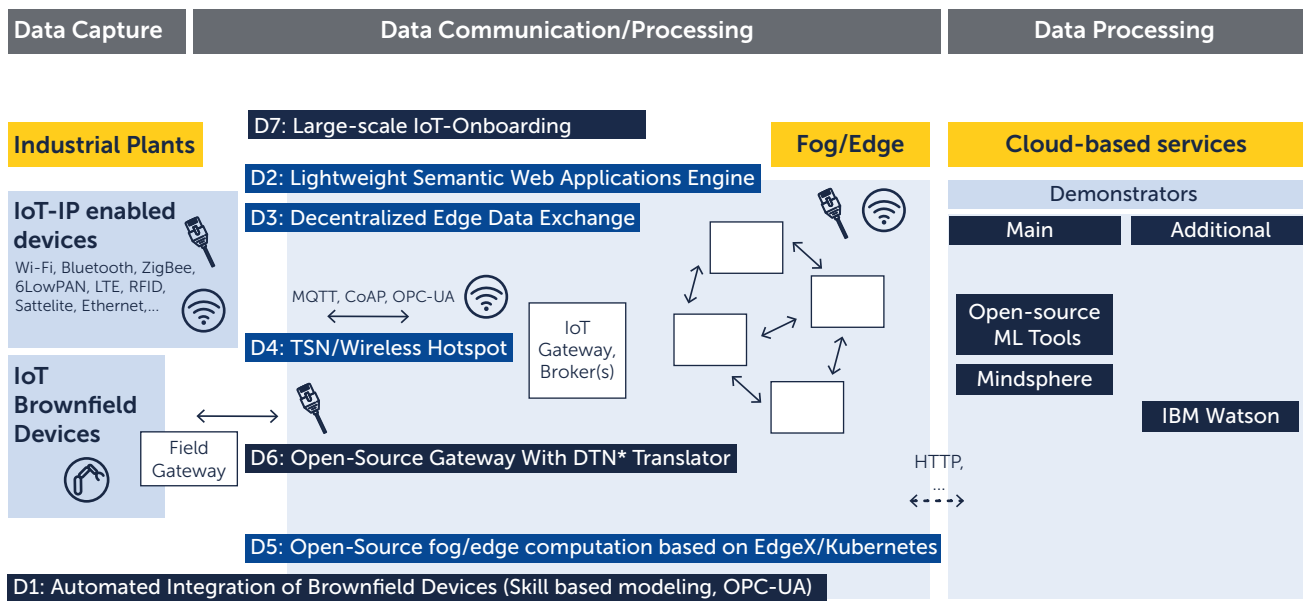 Data Capture
Data Communication/Processing
Data Processing
D7: Large-scale IoT-Onboarding
Industrial Plants
Fog/Edge
Cloud-based services
D2: Lightweight Semantic Web Applications Engine
Demonstrators
IoT-IP enabled
devices
Wi-Fi, Bluetooth, ZigBee,
6LowPAN, LTE, RFID,
Sattelite, Ethernet,...
D3: Decentralized Edge Data Exchange
Main
Additional
MQTT, CoAP, OPC-UA
IoT
Gateway,
Broker(s)
Open-source
ML Tools
D4: TSN/Wireless Hotspot
Mindsphere
IoT
Brownfield
Devices
IBM Watson
Field
Gateway
D6: Open-Source Gateway With DTN* Translator
HTTP,
...
D5: Open-Source fog/edge computation based on EdgeX/Kubernetes
D1: Automated Integration of Brownfield Devices (Skill based modeling, OPC-UA)